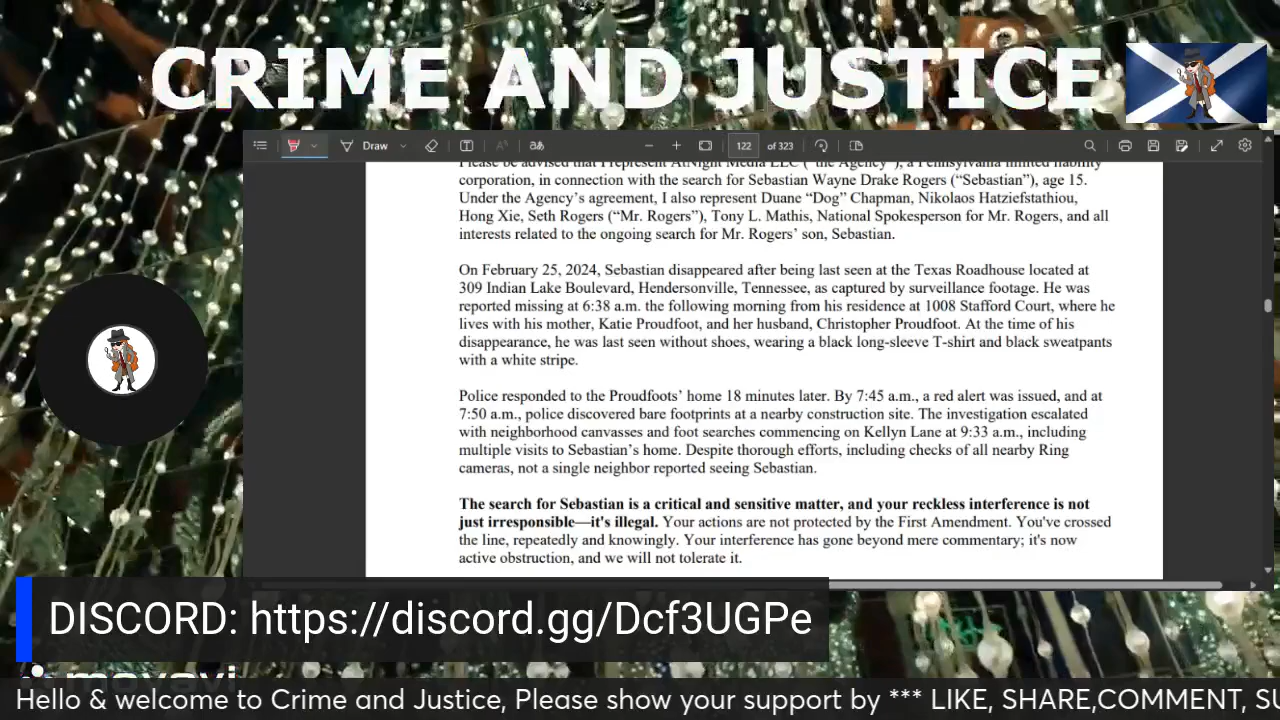 CRIME AND JUSTICE
Draw
122 of 323
Please be advised that I represent AtNight Media LLC ("the Agency"), a Pennsylvania limited liability
corporation, in connection with the search for Sebastian Wayne Drake Rogers (“Sebastian”), age 15.
Under the Agency’s agreement, I also represent Duane “Dog” Chapman, Nikolaos Hatziefstathiou,
Hong Xie, Seth Rogers (“Mr. Rogers”), Tony L. Mathis, National Spokesperson for Mr. Rogers, and all
interests related to the ongoing search for Mr. Rogers’ son, Sebastian.
On February 25, 2024, Sebastian disappeared after being last seen at the Texas Roadhouse located at
309 Indian Lake Boulevard, Hendersonville, Tennessee, as captured by surveillance footage. He was
reported missing at 6:38 a.m. the following morning from his residence at 1008 Stafford Court, where he
lives with his mother, Katie Proudfoot, and her husband, Christopher Proudfoot. At the time of his
disappearance, he was last seen without shoes, wearing a black long-sleeve T-shirt and black sweatpants
with a white stripe.
Police responded to the Proudfoots’ home 18 minutes later. By 7:45 a.m., a red alert was issued, and at
7:50 a.m., police discovered bare footprints at a nearby construction site. The investigation escalated
with neighborhood canvasses and foot searches commencing on Kellyn Lane at 9:33 a.m., including
multiple visits to Sebastian’s home. Despite thorough efforts, including checks of all nearby Ring
cameras, not a single neighbor reported seeing Sebastian.
The search for Sebastian is a critical and sensitive matter, and your reckless interference is not
just irresponsible—it's illegal. Your actions are not protected by the First Amendment. You've crossed
the line, repeatedly and knowingly. Your interference has gone beyond mere commentary; it's now
active obstruction, and we will not tolerate it.
DISCORD: https://discord.gg/Dcf3UGPe
Hello & welcome to Crime and Justice, Please show your support by *** LIKE, SHARE,COMMENT, SU